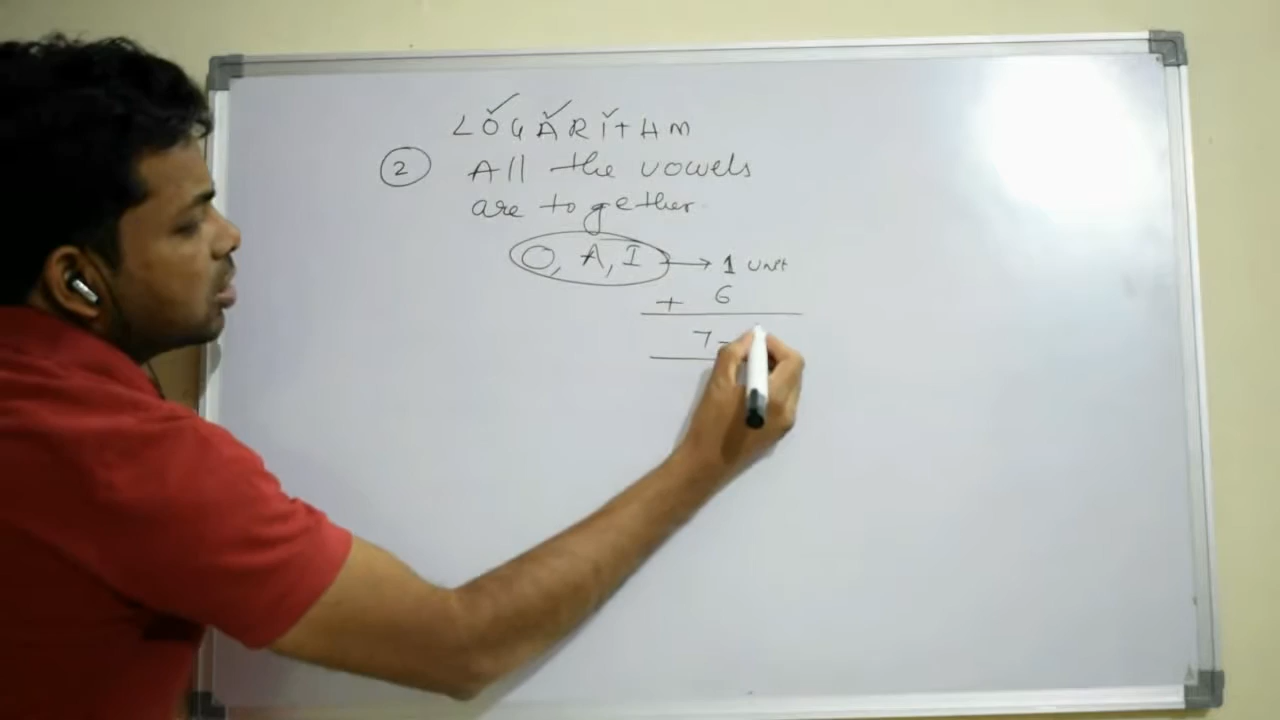 LOGARITHM
2 All the vowels
are together
O, A, I → 1 unit
+ 6
7